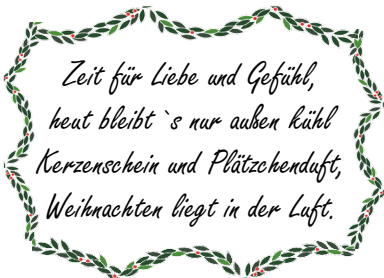 Zeit für Liebe und Gefühl,
heut bleibt `s nur außen kühl
Kerzenschein und Plätzchenduft,
Weihnachten liegt in der Luft.